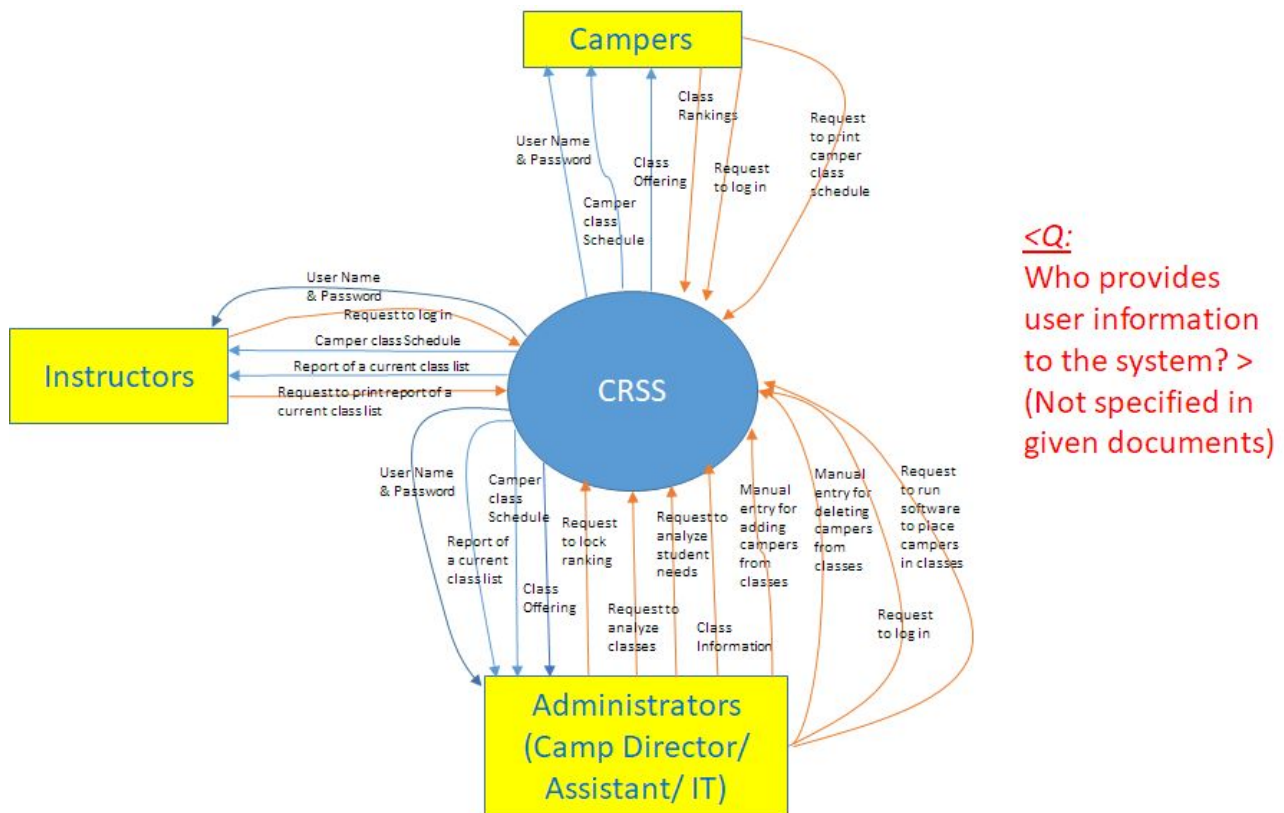 Campers
Class
Rankings
Request
to print
camper
class
schedule
User Name
& Password
Class
Offering
Request
to log in
Camper
class
Schedule
<Q:
Who provides
user information
to the system? >
(Not specified in
given documents)
User Name
& Password
Request to log in
Camper class Schedule
Report of a current class list
Request to print report of a
current class list
Instructors
CRSS
User Name
& Password
Camper
class
Schedule
Report of
a current
class list
Class
Offering
Request
to lock
ranking
Request to
analyze
classes
Request to
analyze
student
needs
Class
Information
Manual
entry for
adding
campers
from
classes
Manual
entry for
deleting
campers
from
classes
Request
to run
software
to place
campers
in classes
Request
to log in
Administrators
(Camp Director/
Assistant/ IT)